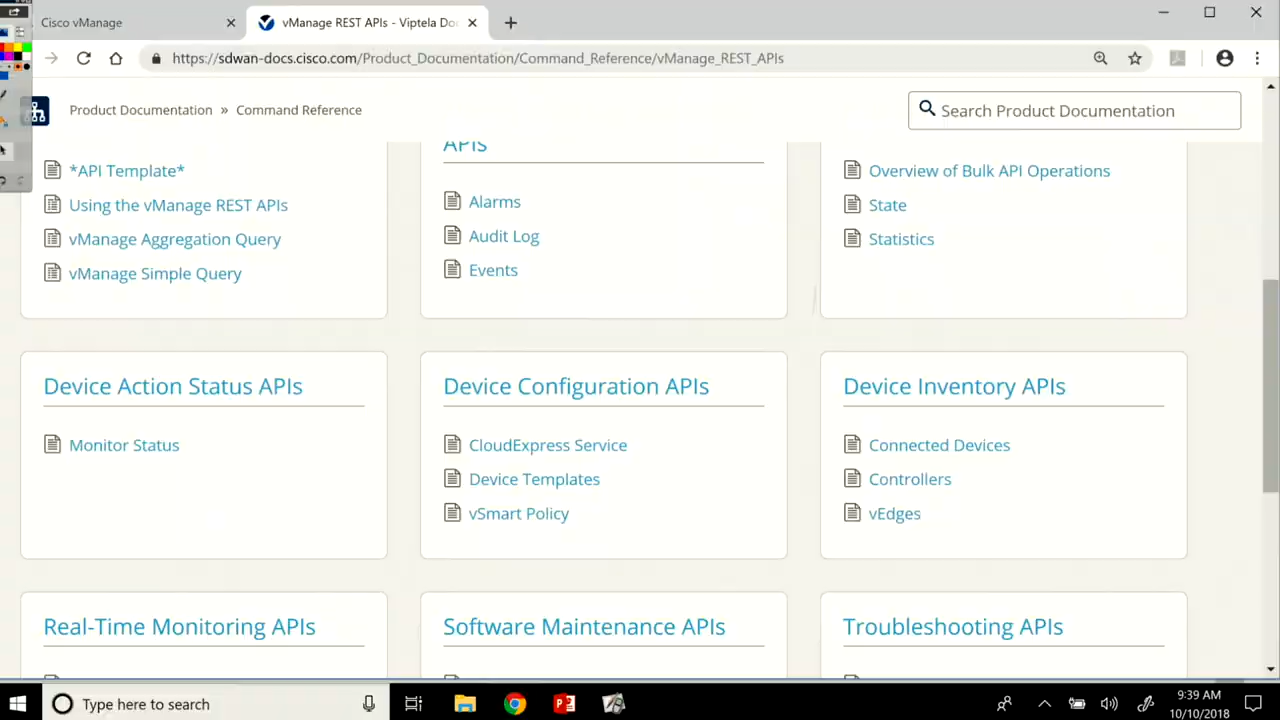 Cisco vManage
vManage REST APIs - Viptela Do
https://sdwan-docs.cisco.com/Product_Documentation/Command_Reference/vManage_REST_APIs
Product Documentation » Command Reference
Search Product Documentation
*API Template*
Using the vManage REST APIs
vManage Aggregation Query
vManage Simple Query
APIs
Alarms
Audit Log
Events
Overview of Bulk API Operations
State
Statistics
Device Action Status APIs
Monitor Status
Device Configuration APIs
CloudExpress Service
Device Templates
vSmart Policy
Device Inventory APIs
Connected Devices
Controllers
vEdges
Real-Time Monitoring APIs
Software Maintenance APIs
Troubleshooting APIs
Type here to search
9:39 AM
10/10/2018